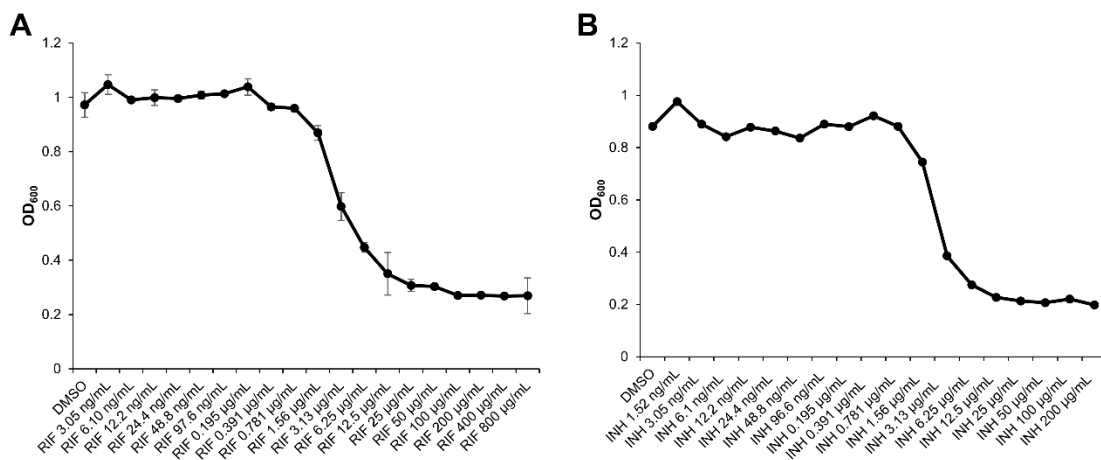 A
1.2
1
0.8
0.6
0.4
0.2
0
OD600
DMSO
RIF 3.05 ng/mL
RIF 6.10 ng/mL
RIF 12.2 ng/mL
RIF 24.4 ng/mL
RIF 48.8 ng/mL
RIF 97.6 ng/mL
RIF 0.195 µg/mL
RIF 0.391 µg/mL
RIF 0.781 µg/mL
RIF 1.56 µg/mL
RIF 3.13 µg/mL
RIF 6.25 µg/mL
RIF 12.5 µg/mL
RIF 25 µg/mL
RIF 50 µg/mL
RIF 100 µg/mL
RIF 200 µg/mL
RIF 400 µg/mL
RIF 800 µg/mL
B
1.2
1
0.8
0.6
0.4
0.2
0
OD600
DMSO
INH 1.52 ng/mL
INH 3.05 ng/mL
INH 6.1 ng/mL
INH 12.2 ng/mL
INH 24.4 ng/mL
INH 48.8 ng/mL
INH 96.6 ng/mL
INH 0.195 µg/mL
INH 0.391 µg/mL
INH 0.781 µg/mL
INH 1.56 µg/mL
INH 3.13 µg/mL
INH 6.25 µg/mL
INH 12.5 µg/mL
INH 25 µg/mL
INH 50 µg/mL
INH 100 µg/mL
INH 200 µg/mL